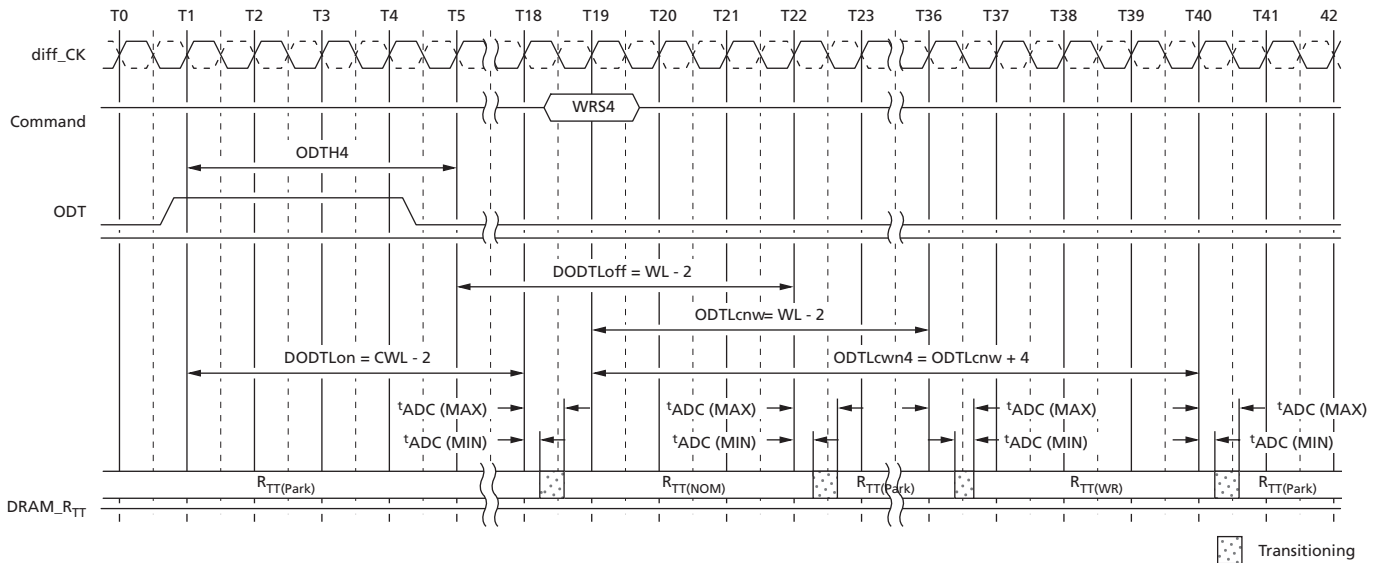 T0 T1 T2 T3 T4 T5 T18 T19 T20 T21 T22 T23 T36 T37 T38 T39 T40 T41 42
diff_CK
WRS4
Command
ODTH4
ODT
DODTLoff = WL - 2
ODTLcnw= WL - 2
DODTLon = CWL - 2 ODTLcwn4 = ODTLcnw + 4
tADC (MAX) tADC (MAX) tADC (MAX) tADC (MAX)
tADC (MIN) tADC (MIN) tADC (MIN) tADC (MIN)
RTT(Park) RTT(NOM) RTT(Park) RTT(WR) RTT(Park)
DRAM_RTT
Transitioning